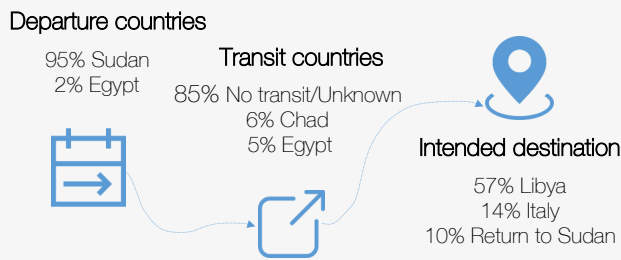 Departure countries
95% Sudan
2% Egypt
Transit countries
85% No transit/Unknown
6% Chad
5% Egypt
Intended destination
57% Libya
14% Italy
10% Return to Sudan